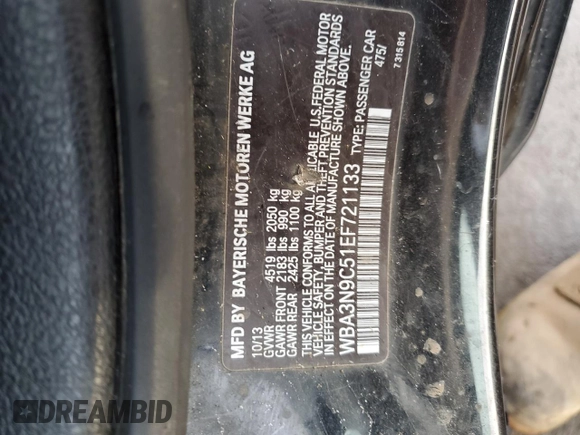 MFD BY BAYERISCHE MOTOREN WERKE AG
10/13
GVWR 4519 lbs 2050 kg
GAWR FRONT 2183 lbs 990 kg
GAWR REAR 2425 lbs 1100 kg
THIS VEHICLE CONFORMS TO ALL APPLICABLE U.S. FEDERAL MOTOR
VEHICLE SAFETY, BUMPER AND THEFT PREVENTION STANDARDS
IN EFFECT ON THE DATE OF MANUFACTURE SHOWN ABOVE.
WBA3N9C51EF721133 TYPE: PASSENGER CAR
475/
7 315 814
DREAMBID